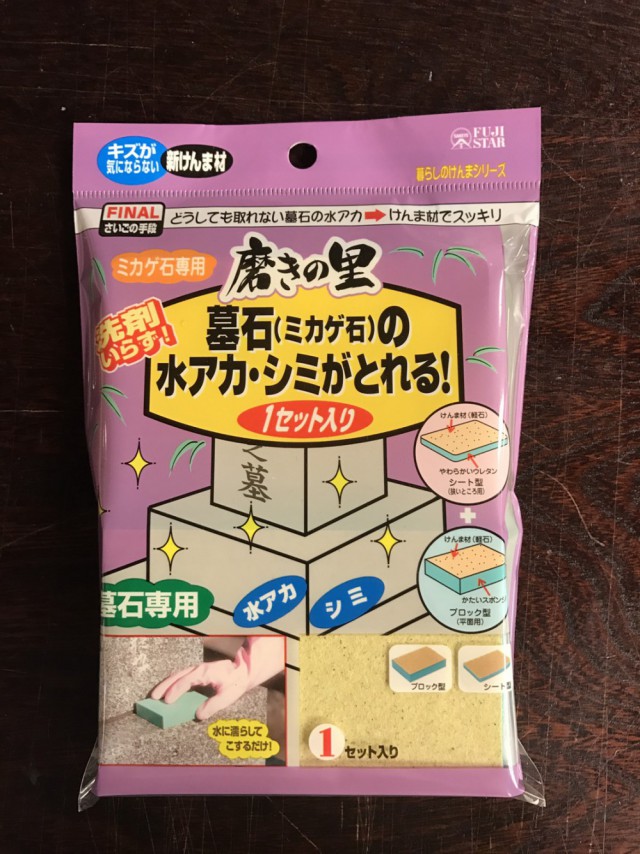 キズが
気にならない
新けんま材
FUJI
STAR
暮らしのけんまシリーズ
FINAL
さいごの手段
どうしても取れない墓石の水アカ➡けんま材でスッキリ
ミカゲ石専用
磨きの里
洗剤
いらず!
墓石(ミカゲ石)の
水アカ・シミがとれる!
1セット入り
けんま材(軽石)
やわらかいウレタン
シート型
(狭いところ用)
+
けんま材(軽石)
かたいスポンジ
ブロック型
(平面用)
之墓
墓石専用
水アカ
シミ
水に濡らして
こするだけ!
ブロック型
シート型
1セット入り